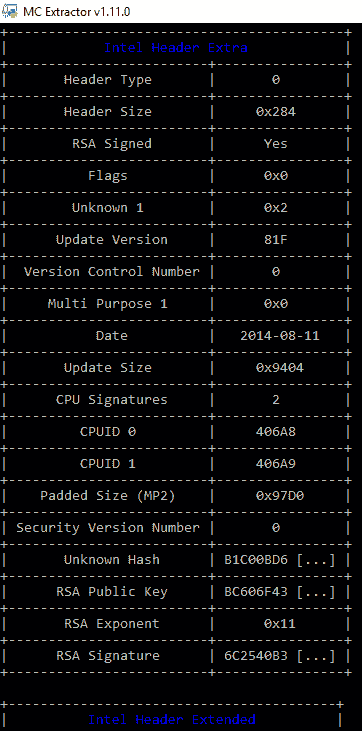 MC Extractor v1.11.0
Intel Header Extra
Header Type 0
Header Size 0x284
RSA Signed Yes
Flags 0x0
Unknown 1 0x2
Update Version 81F
Version Control Number 0
Multi Purpose 1 0x0
Date 2014-08-11
Update Size 0x9404
CPU Signatures 2
CPUID 0 406A8
CPUID 1 406A9
Padded Size (MP2) 0x97D0
Security Version Number 0
Unknown Hash B1C00BD6 [...]
RSA Public Key BC606F43 [...]
RSA Exponent 0x11
RSA Signature 6C2540B3 [...]
Intel Header Extended